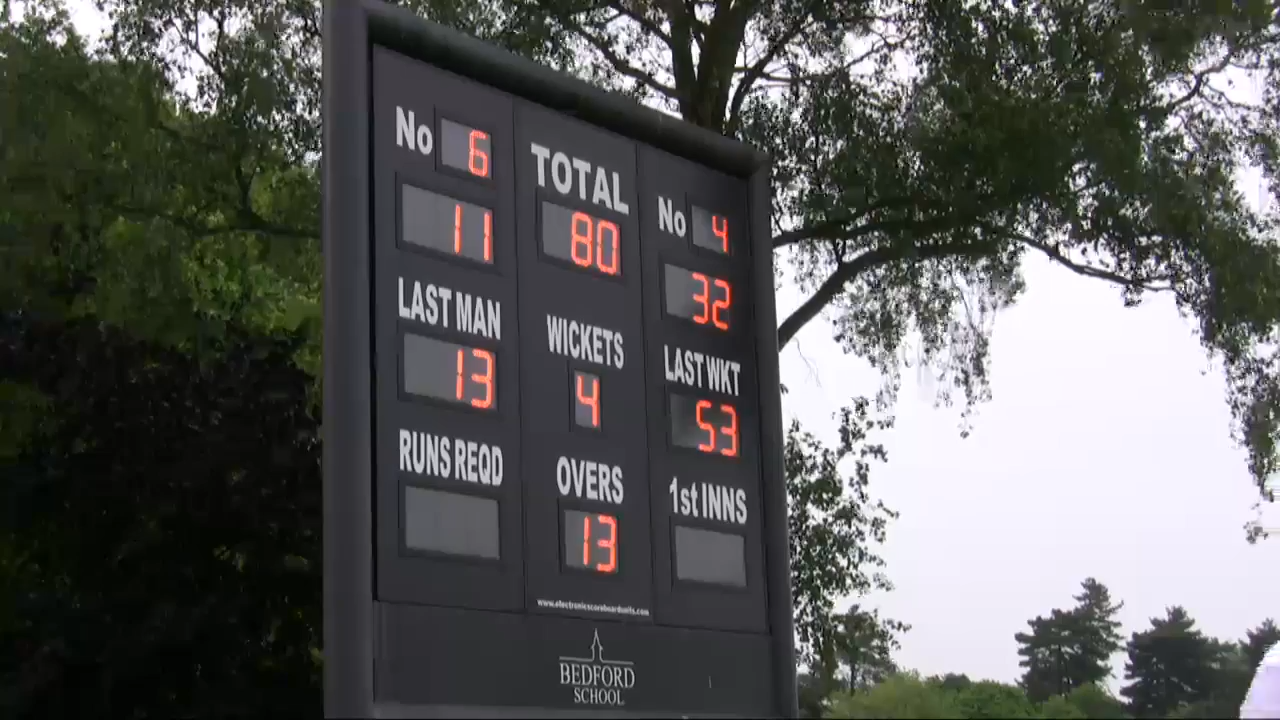 No 6
11
LAST MAN
13
RUNS REQD
TOTAL
80
WICKETS
4
OVERS
13
No 4
32
LAST WKT
53
1st INNS
www.electronicscoreboardsuits.com
BEDFORD
SCHOOL